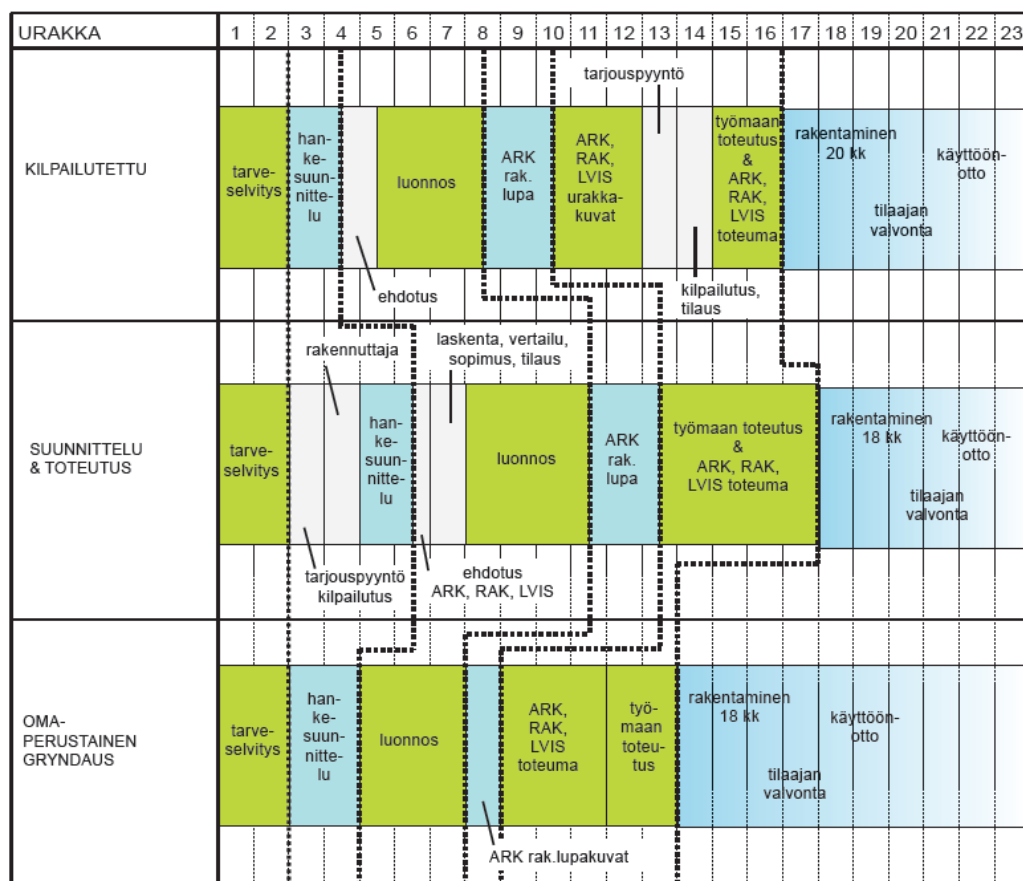 URAKKA 1 2 3 4 5 6 7 8 9 10 11 12 13 14 15 16 17 18 19 20 21 22 23
KILPAILUTETTU
tarve-
selvitys
han-
ke-
suun-
nitte-
lu
ehdotus
luonnos
ARK
rak.
lupa
ARK,
RAK,
LVIS
urakka-
kuvat
tarjouspyyntö
kilpailutus,
tilaus
työmaan
toteutus
&
ARK,
RAK,
LVIS
toteuma
rakentaminen
20 kk
tilaajan
valvonta
käyttöön-
otto
SUUNNITTELU
& TOTEUTUS
tarve-
selvitys
rakennuttaja
tarjouspyyntö
kilpailutus
han-
ke-
suun-
nitte-
lu
laskenta, vertailu,
sopimus, tilaus
ehdotus
ARK, RAK, LVIS
luonnos
ARK
rak.
lupa
työmaan toteutus
&
ARK, RAK,
LVIS toteuma
rakentaminen
18 kk
tilaajan
valvonta
käyttöön-
otto
OMA-
PERUSTAINEN
GRYNDAUS
tarve-
selvitys
han-
ke-
suun-
nitte-
lu
luonnos
ARK rak.lupakuvat
ARK,
RAK,
LVIS
toteuma
työ-
maan
toteu-
tus
rakentaminen
18 kk
tilaajan
valvonta
käyttöön-
otto